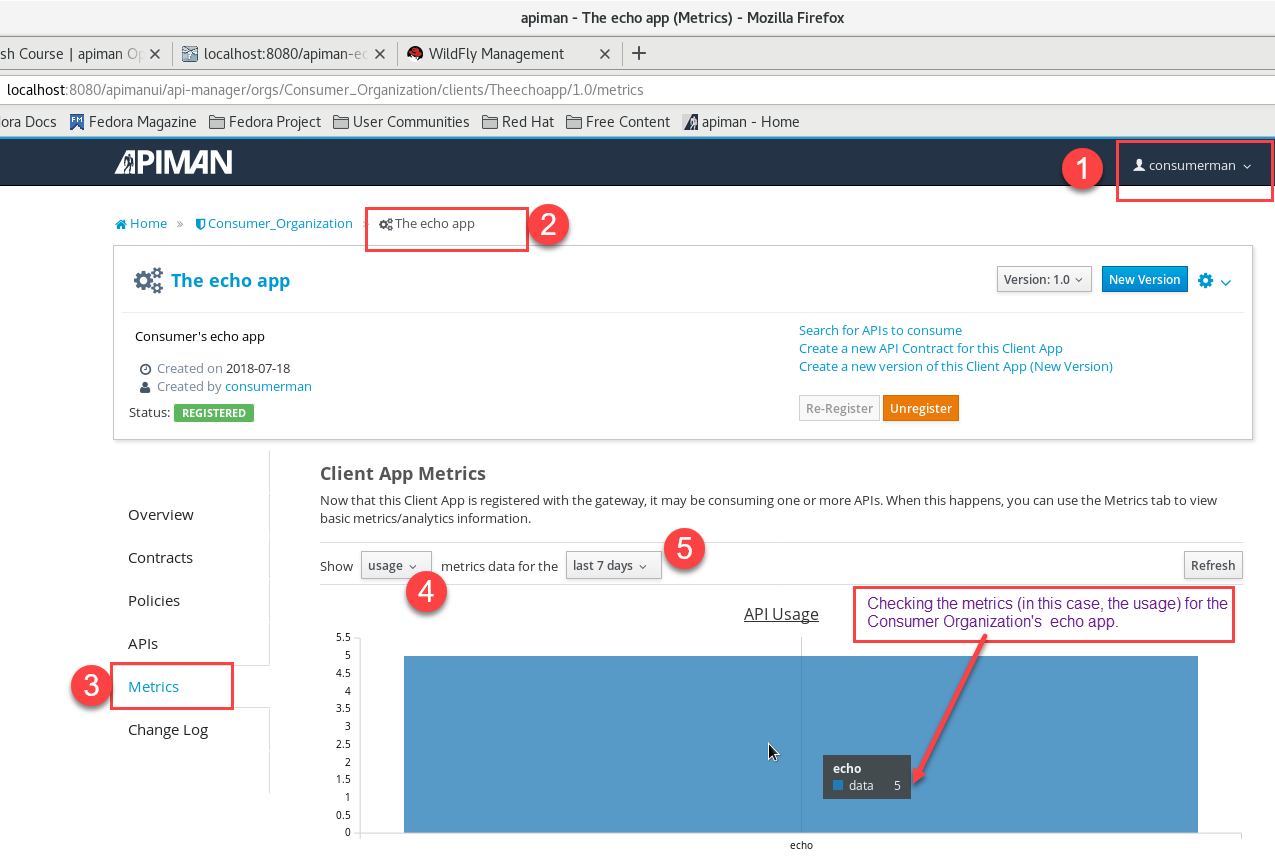 apiman - The echo app (Metrics) - Mozilla Firefox
sh Course | apiman Op
localhost:8080/apiman-ec
WildFly Management
localhost:8080/apimanui/api-manager/orgs/Consumer_Organization/clients/Theechoapp/1.0/metrics
ora Docs
Fedora Magazine
Fedora Project
User Communities
Red Hat
Free Content
apiman - Home
APIMAN
1
consumerman
Home » Consumer_Organization » The echo app
2
The echo app
Version: 1.0
New Version
Consumer's echo app
Created on 2018-07-18
Created by consumerman
Status: REGISTERED
Search for APIs to consume
Create a new API Contract for this Client App
Create a new version of this Client App (New Version)
Re-Register
Unregister
Overview
Contracts
Policies
APIs
3
Metrics
Change Log
Client App Metrics
Now that this Client App is registered with the gateway, it may be consuming one or more APIs. When this happens, you can use the Metrics tab to view
basic metrics/analytics information.
Show usage metrics data for the last 7 days
Refresh
4
5
API Usage
Checking the metrics (in this case, the usage) for the
Consumer Organization's echo app.
5.5
5
4.5
4
3.5
3
2.5
2
1.5
1
0.5
0
echo
data 5
echo